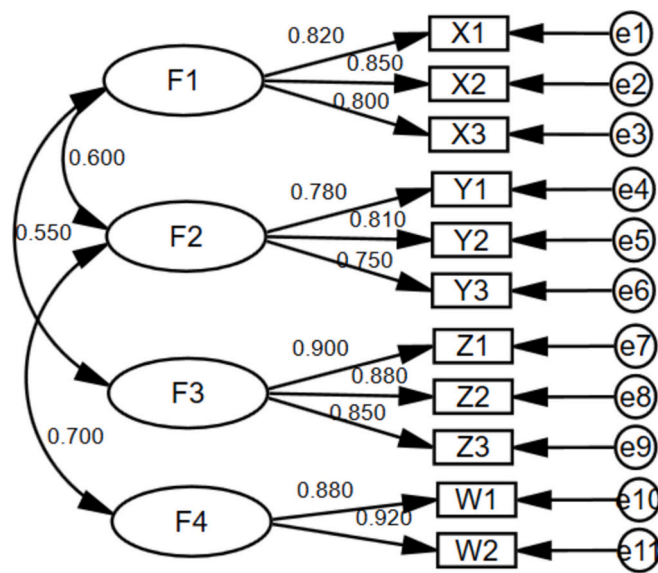 0.820 X1 e1
F1 0.850 X2 e2
0.800 X3 e3
0.600
0.780 Y1 e4
0.550 F2 0.810 Y2 e5
0.750 Y3 e6
0.900 Z1 e7
F3 0.880 Z2 e8
0.700 0.850 Z3 e9
0.880 W1 e10
F4 0.920 W2 e11